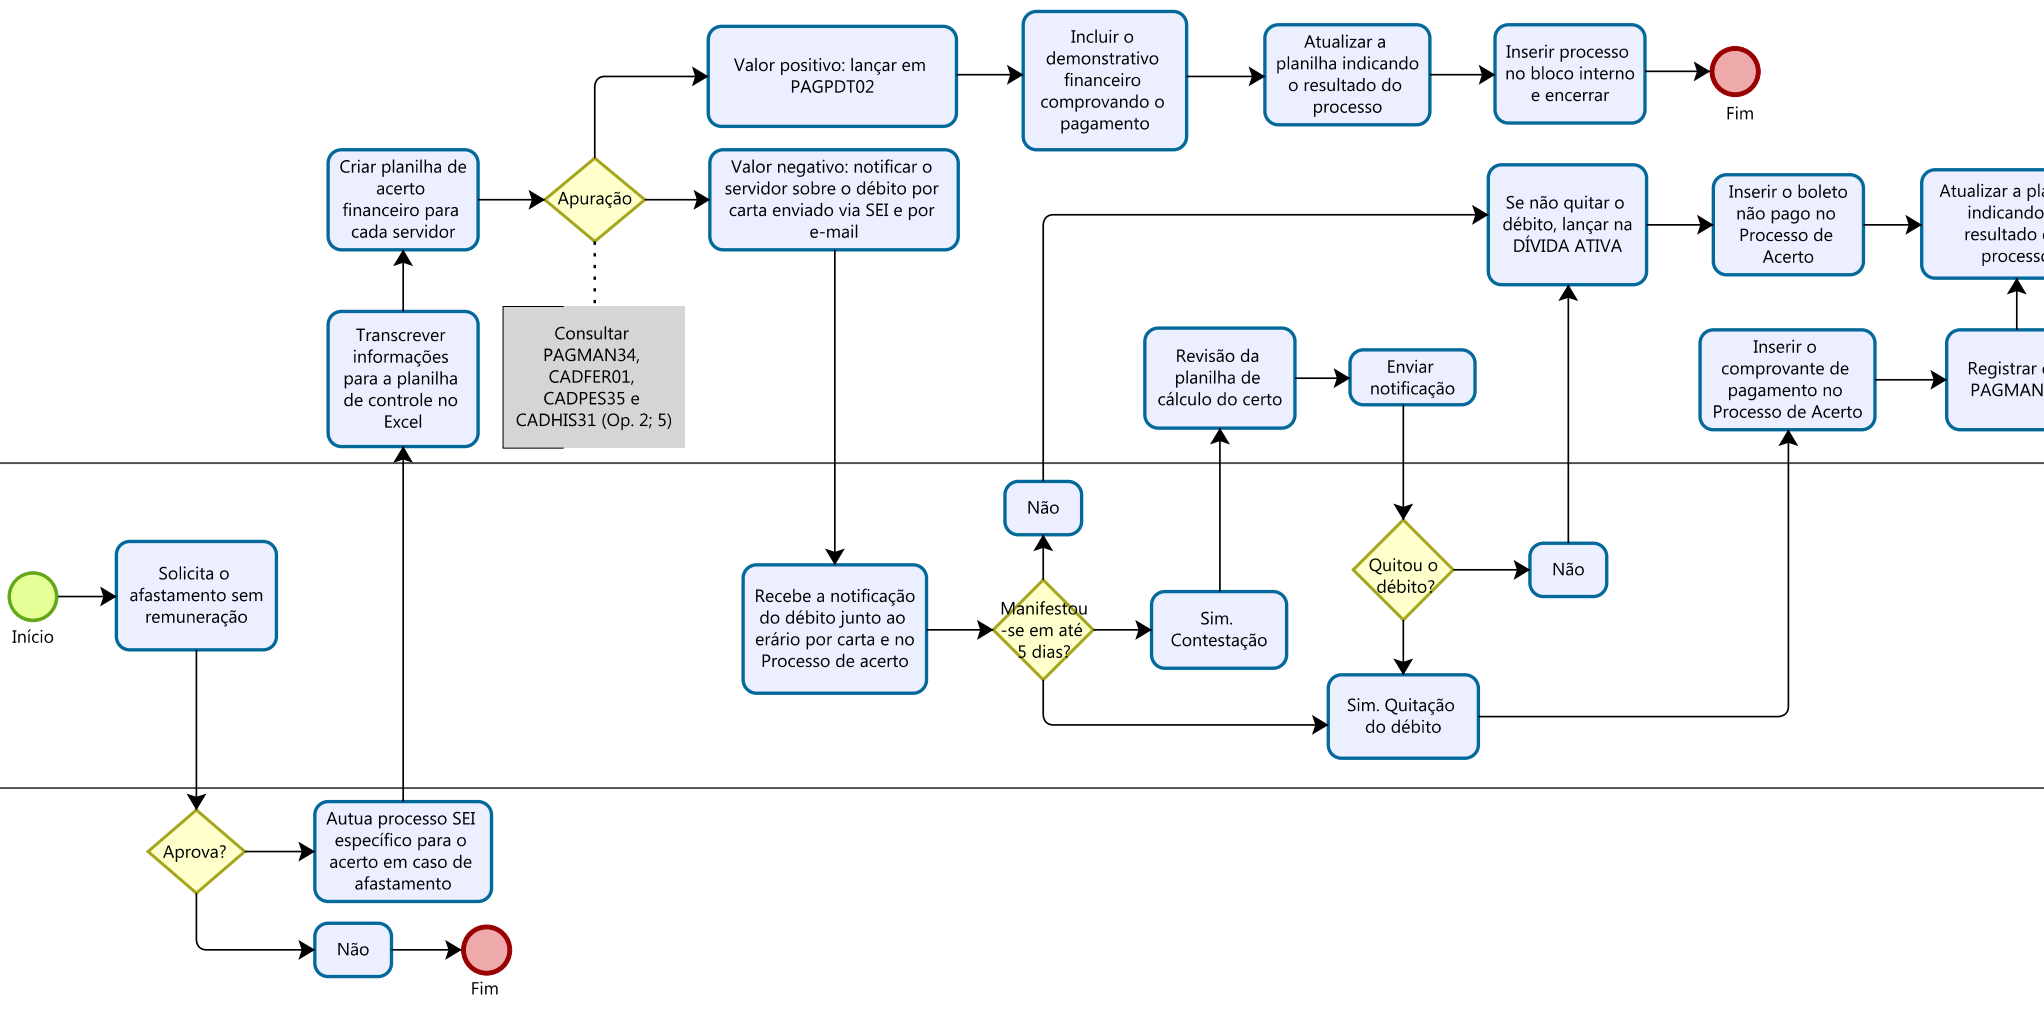 Valor positivo: lançar em
PAGPDT02
Incluir o
demonstrativo
financeiro
comprovando o
pagamento
Atualizar a
planilha indicando
o resultado do
processo
Inserir processo
no bloco interno
e encerrar
Fim
Criar planilha de
acerto
financeiro para
cada servidor
Apuração
Valor negativo: notificar o
servidor sobre o débito por
carta enviado via SEI e por
e-mail
Se não quitar o
débito, lançar na
DÍVIDA ATIVA
Inserir o boleto
não pago no
Processo de
Acerto
Atualizar a
indicando
resultado
Transcrever
informações
para a planilha
de controle no
Excel
Consultar
PAGMAN34,
CADFER01,
CADPES35 e
CADHIS31 (Op. 2; 5)
Revisão da
planilha de
cálculo do certo
Enviar
notificação
Inserir o
comprovante de
pagamento no
Processo de Acerto
Registrar
Não
Início
Solicita o
afastamento sem
remuneração
Recebe a notificação
do débito junto ao
erário por carta e no
Processo de acerto
Manifestou
-se em até
5 dias?
Sim.
Contestação
Quitou o
débito?
Não
Sim. Quitação
do débito
Aprova?
Autua processo SEI
específico para o
acerto em caso de
afastamento
Não
Fim